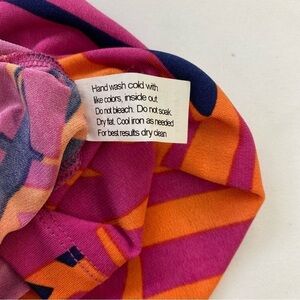 Hand wash cold with
like colors, inside out.
Do not bleach. Do not soak.
Dry flat. Cool iron as needed
For best results dry clean